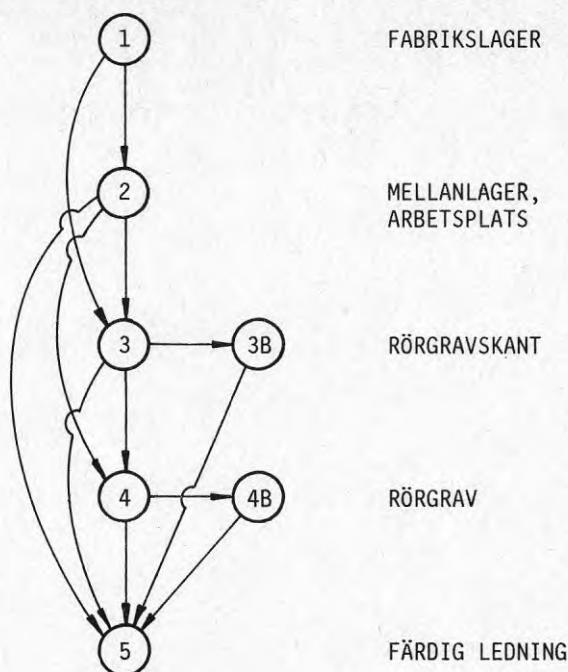 1 FABRIKSLAGER
2 MELLANLAGER,
ARBETSPLATS
3 3B RÖRGRAVSKANT
4 4B RÖRGRAV
5 FÄRDIG LEDNING